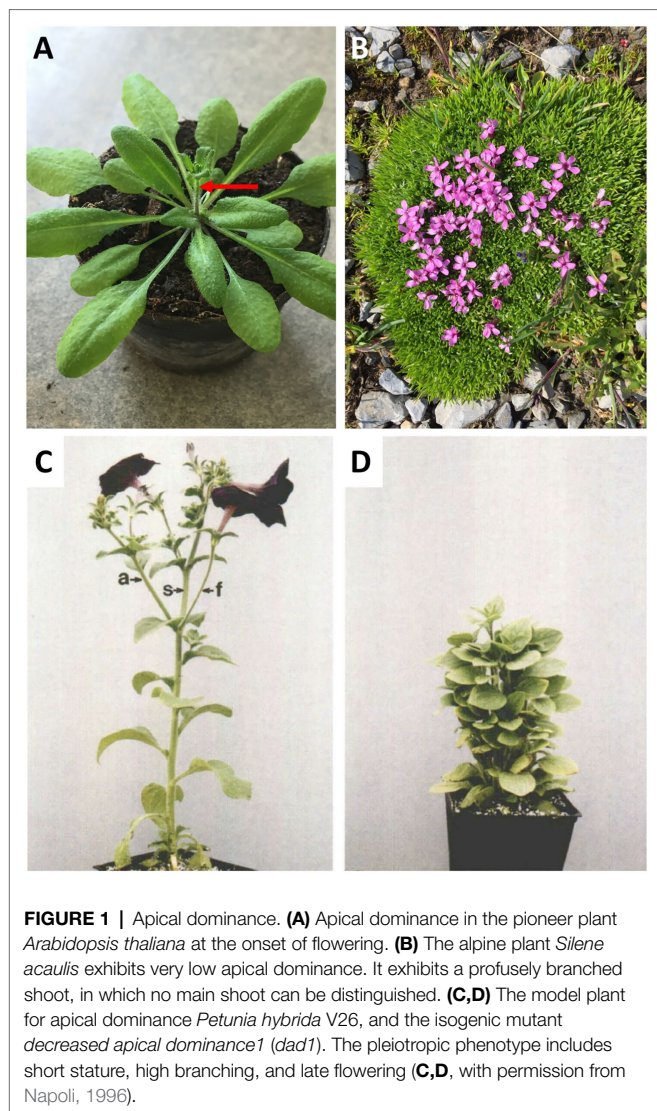 A
B
C
D
a
s
f
FIGURE 1 | Apical dominance. (A) Apical dominance in the pioneer plant
Arabidopsis thaliana at the onset of flowering. (B) The alpine plant Silene
acaulis exhibits very low apical dominance. It exhibits a profusely branched
shoot, in which no main shoot can be distinguished. (C,D) The model plant
for apical dominance Petunia hybrida V26, and the isogenic mutant
decreased apical dominance1 (dad1). The pleiotropic phenotype includes
short stature, high branching, and late flowering (C,D, with permission from
Napoli, 1996).